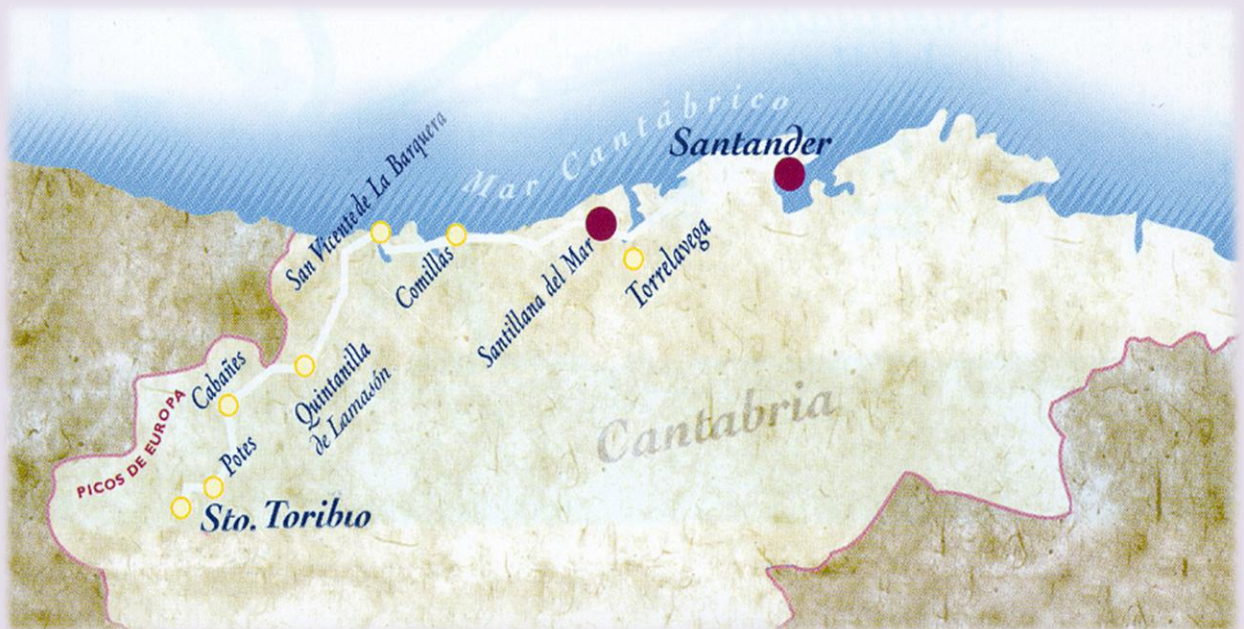 Mar Cantábrico
Santander
San Vicente de La Barquera
Comillas
Santillana del Mar
Torrelavega
Cabañes
Quintanilla
de Lamasón
PICOS DE EUROPA
Cantabria
Potes
Sto. Toribio